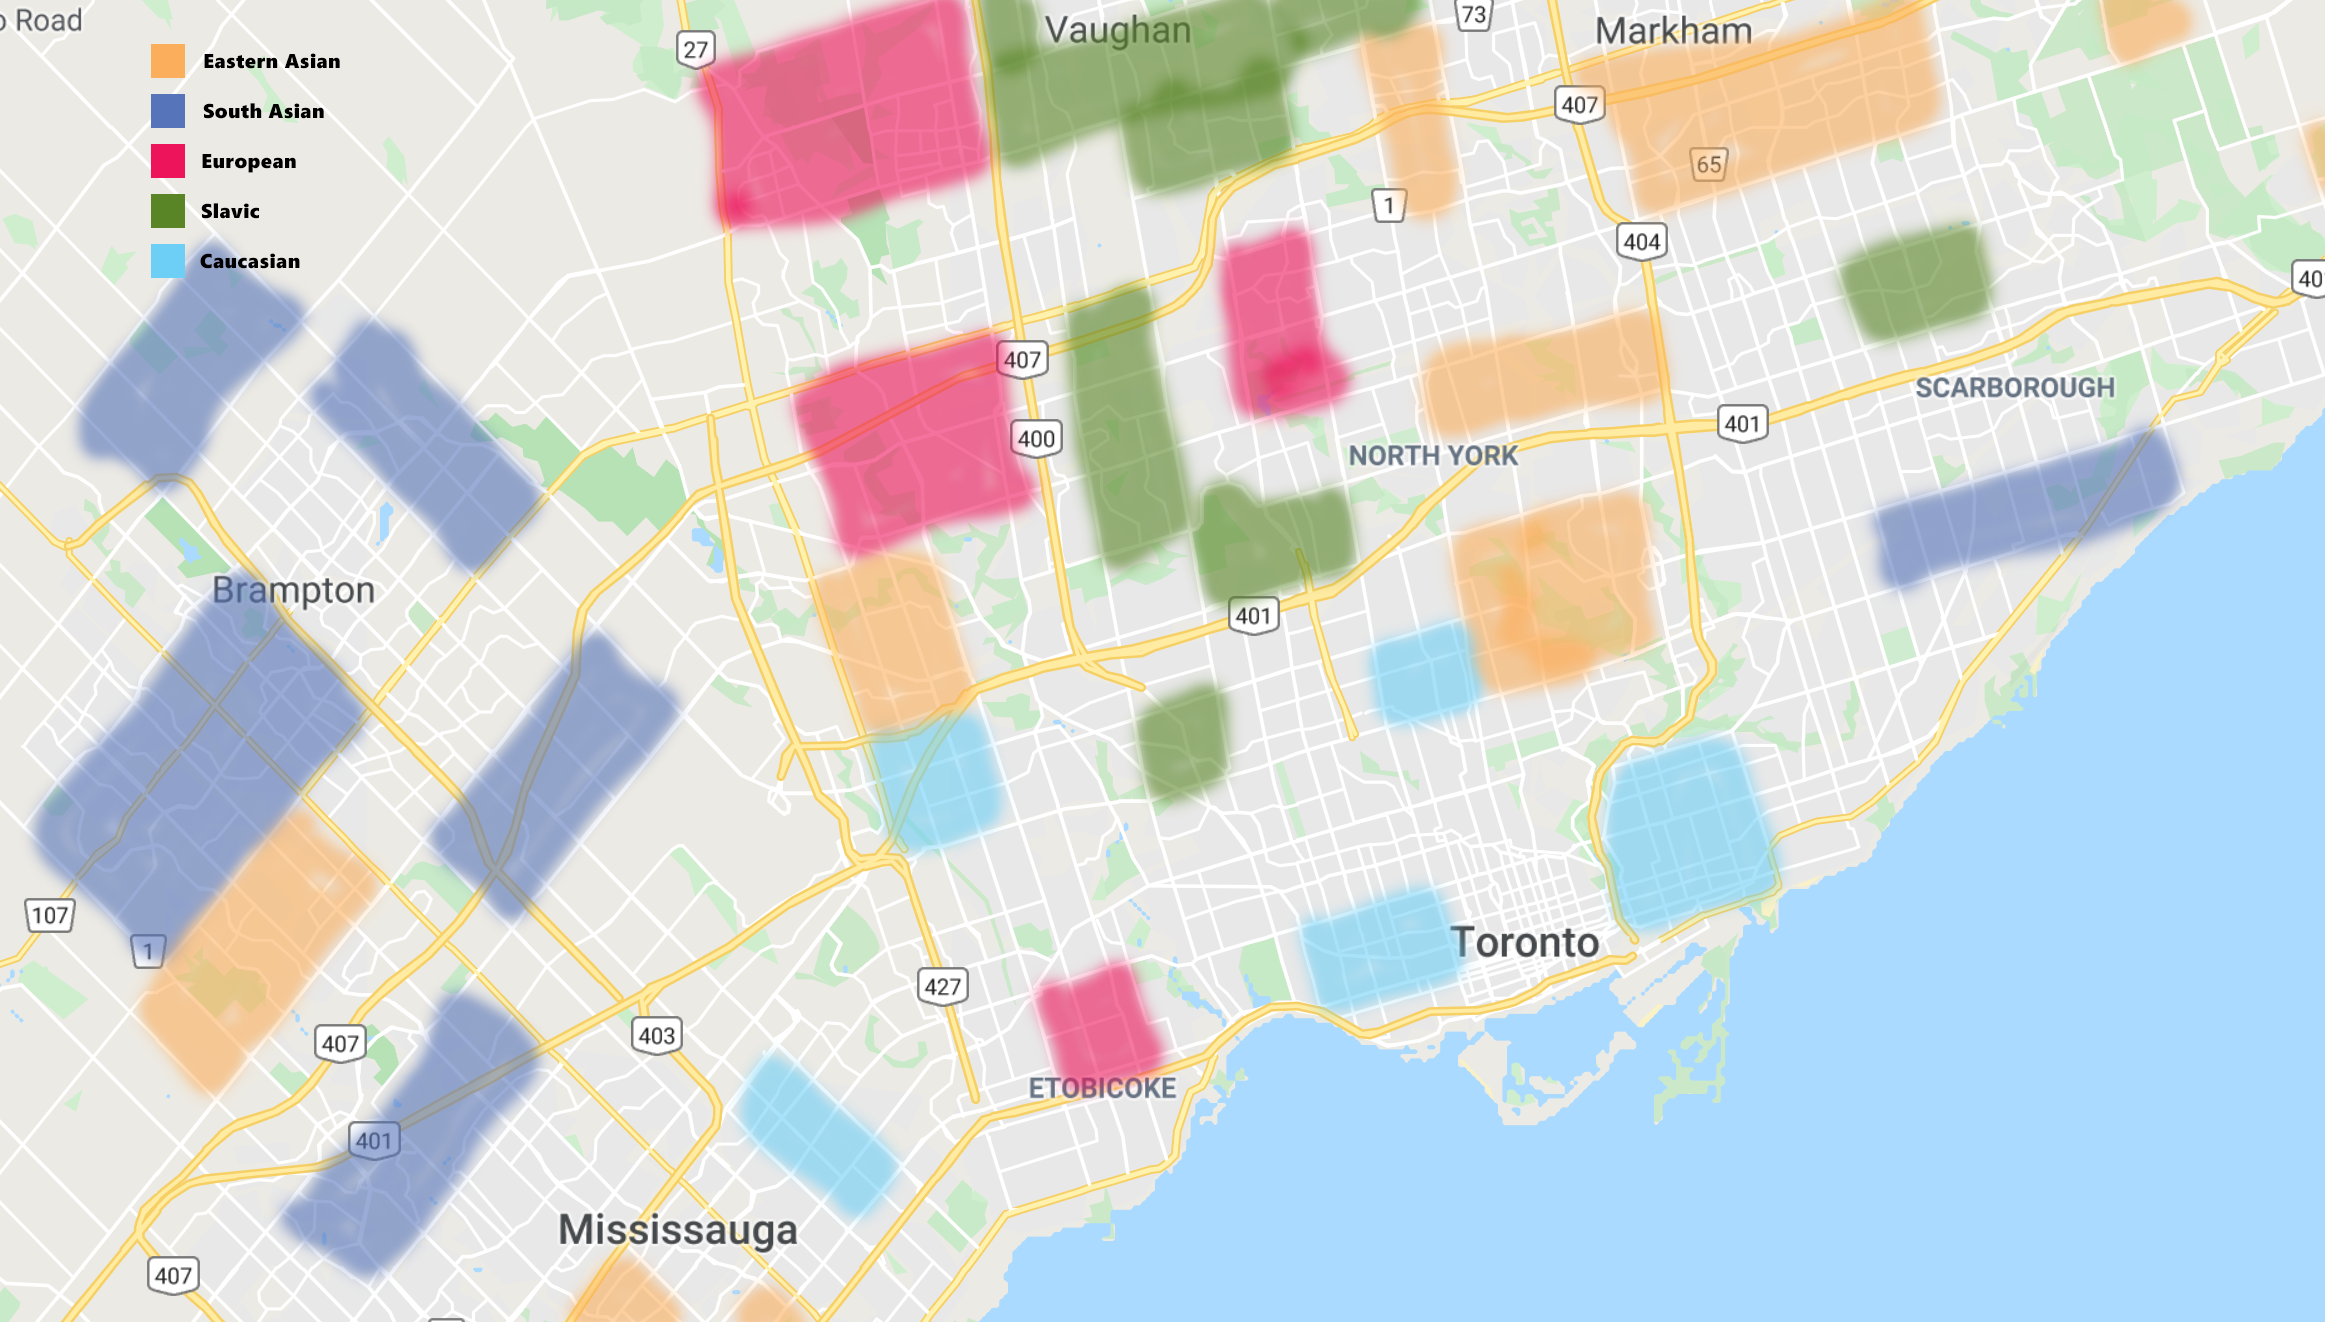 o Road
27
Vaughan
73
Markham
Eastern Asian
South Asian
European
Slavic
Caucasian
407
65
1
404
40
407
400
401
SCARBOROUGH
NORTH YORK
Brampton
401
107
1
427
Toronto
407
403
ETOBICOKE
401
Mississauga
407